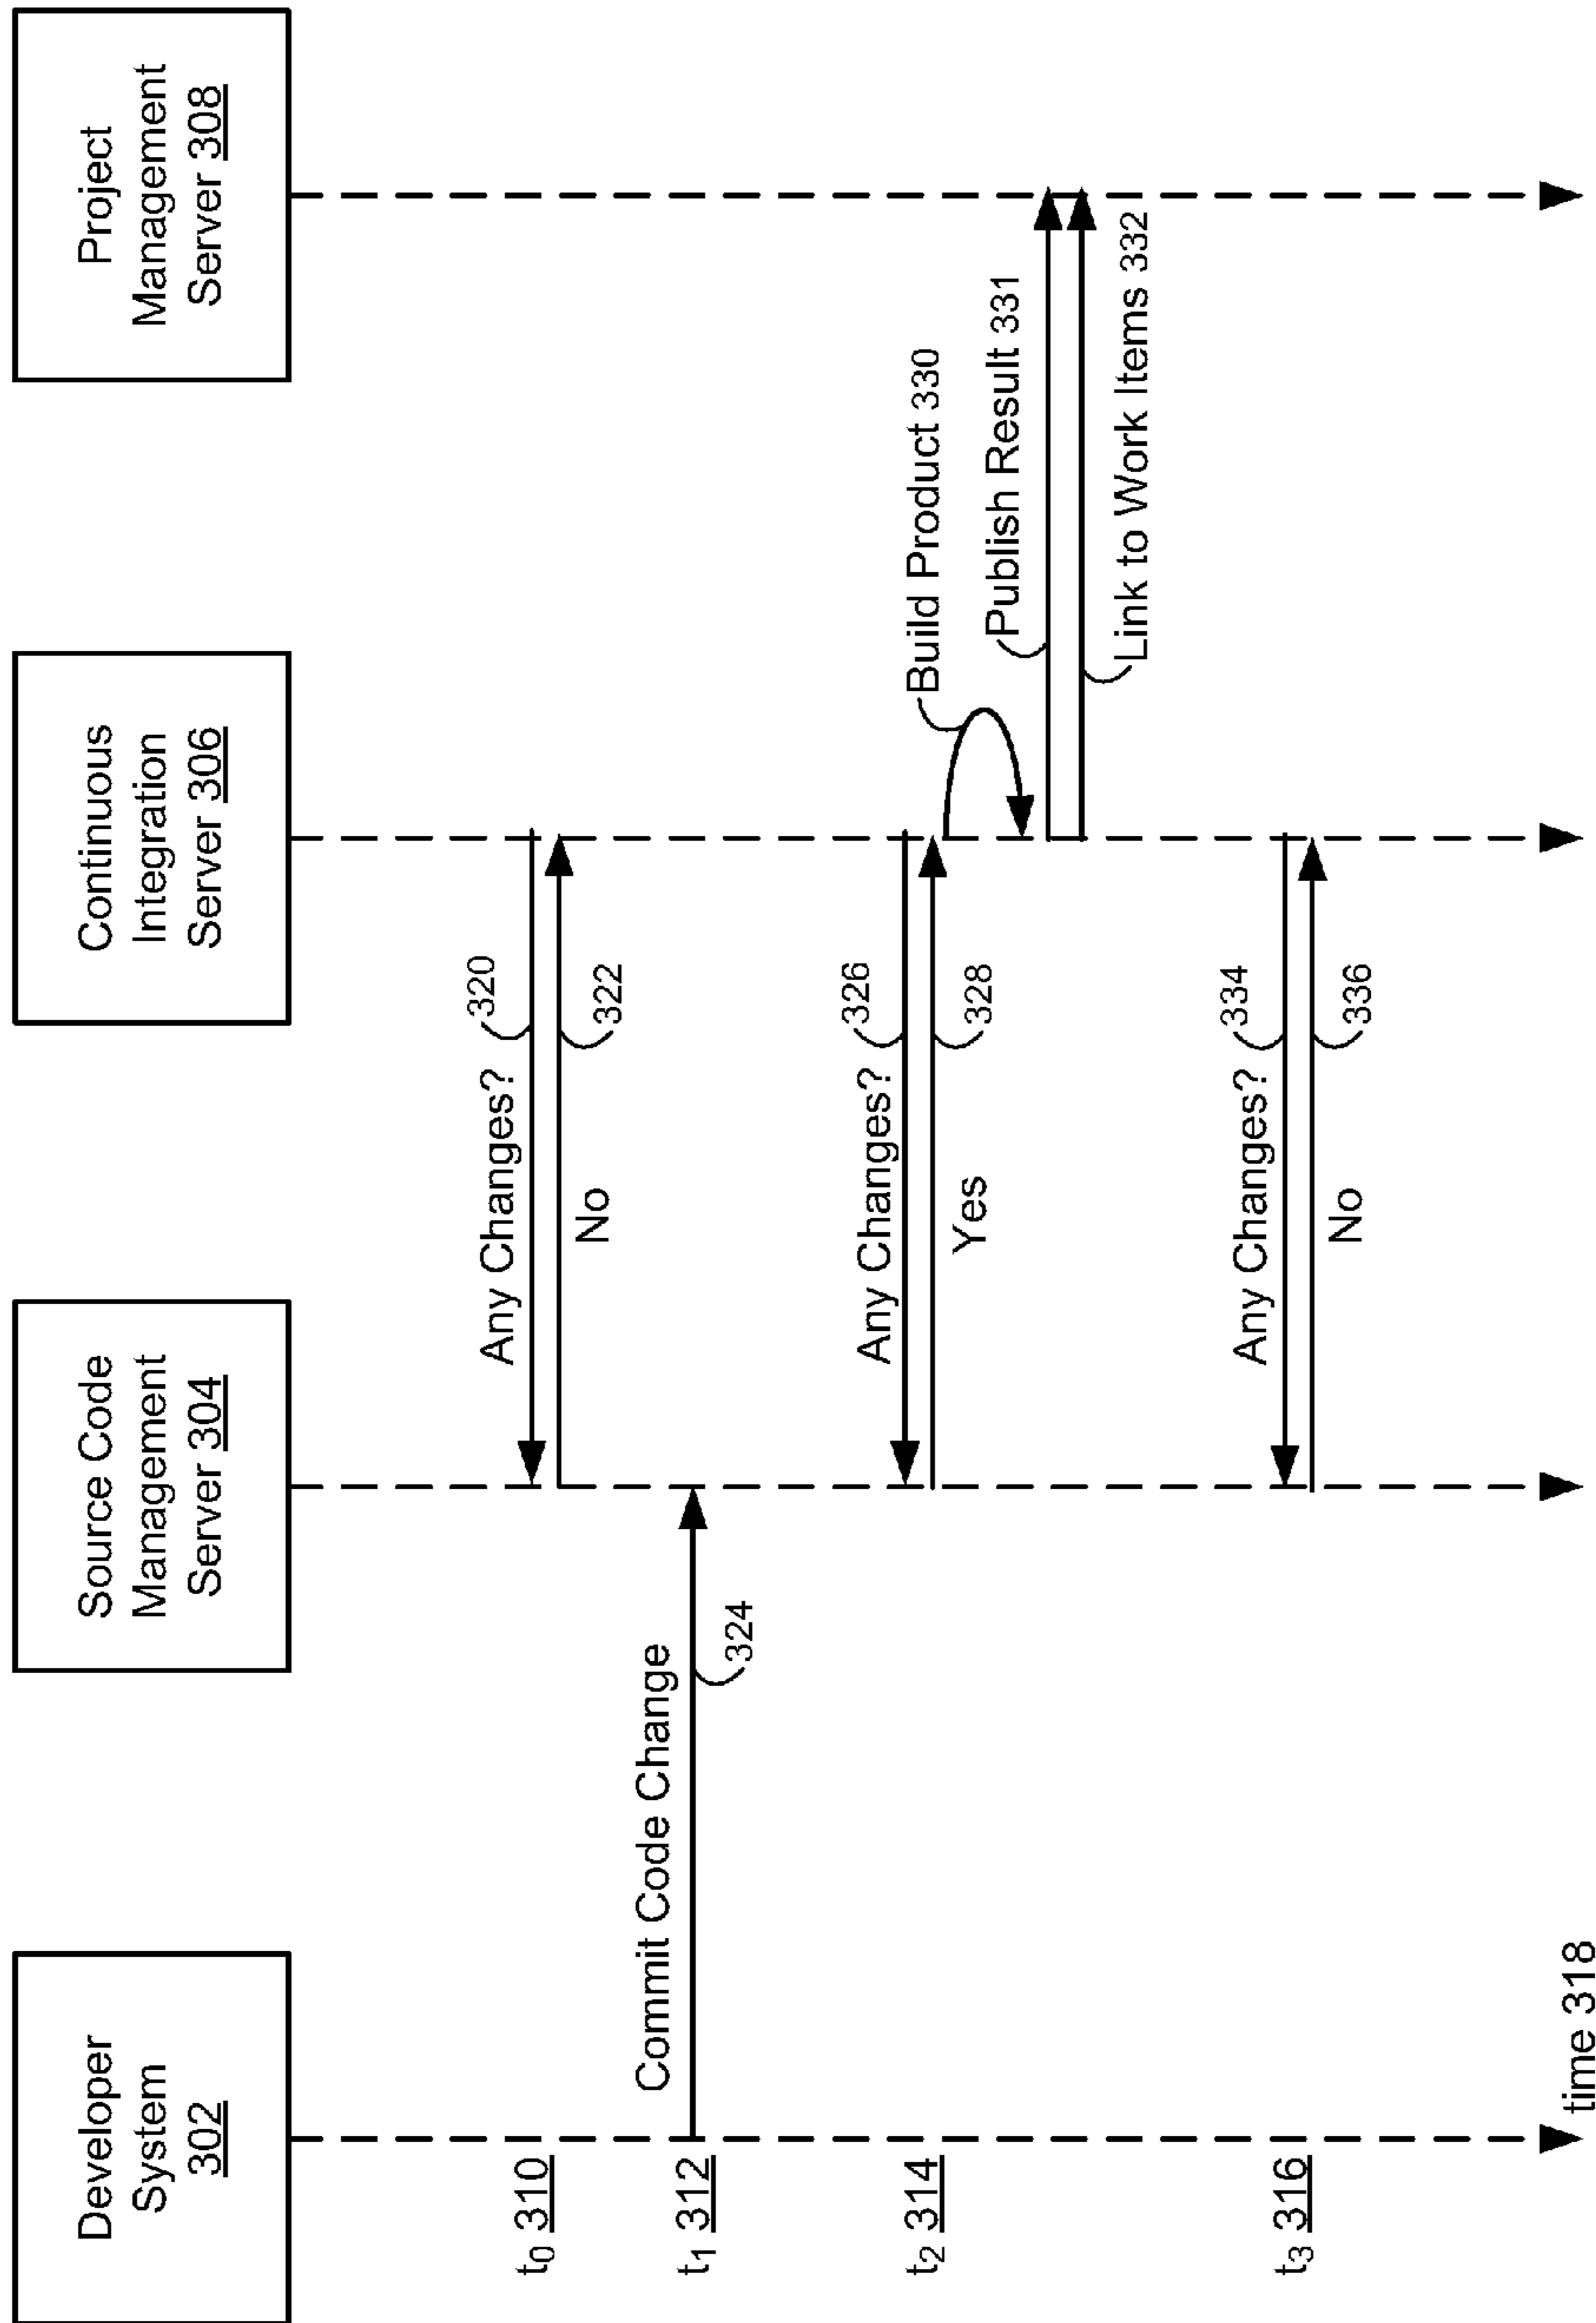 Developer
System
302
Source Code
Management
Server 304
Continuous
Integration
Server 306
Project
Management
Server 308
t0 310
Any Changes?
320
No
322
t1 312
Commit Code Change
324
t2 314
Any Changes?
326
Yes
328
Build Product 330
Publish Result 331
Link to Work Items 332
t3 316
Any Changes?
334
No
336
time 318